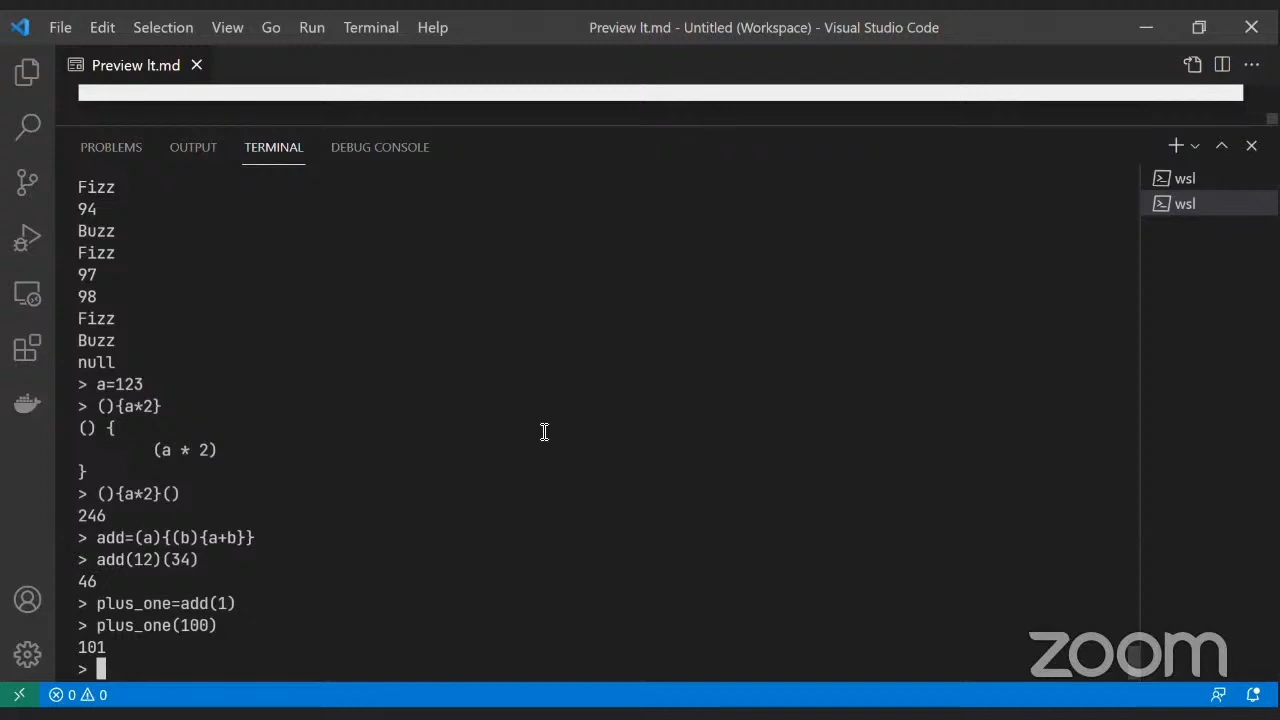 File Edit Selection View Go Run Terminal Help Preview lt.md - Untitled (Workspace) - Visual Studio Code
Preview lt.md
PROBLEMS OUTPUT TERMINAL DEBUG CONSOLE
wsl
wsl
Fizz
94
Buzz
Fizz
97
98
Fizz
Buzz
null
> a=123
> (){a*2}
() {
(a * 2)
}
> (){a*2}()
246
> add=(a){(b){a+b}}
> add(12)(34)
46
> plus_one=add(1)
> plus_one(100)
101
>
zoom
0 0